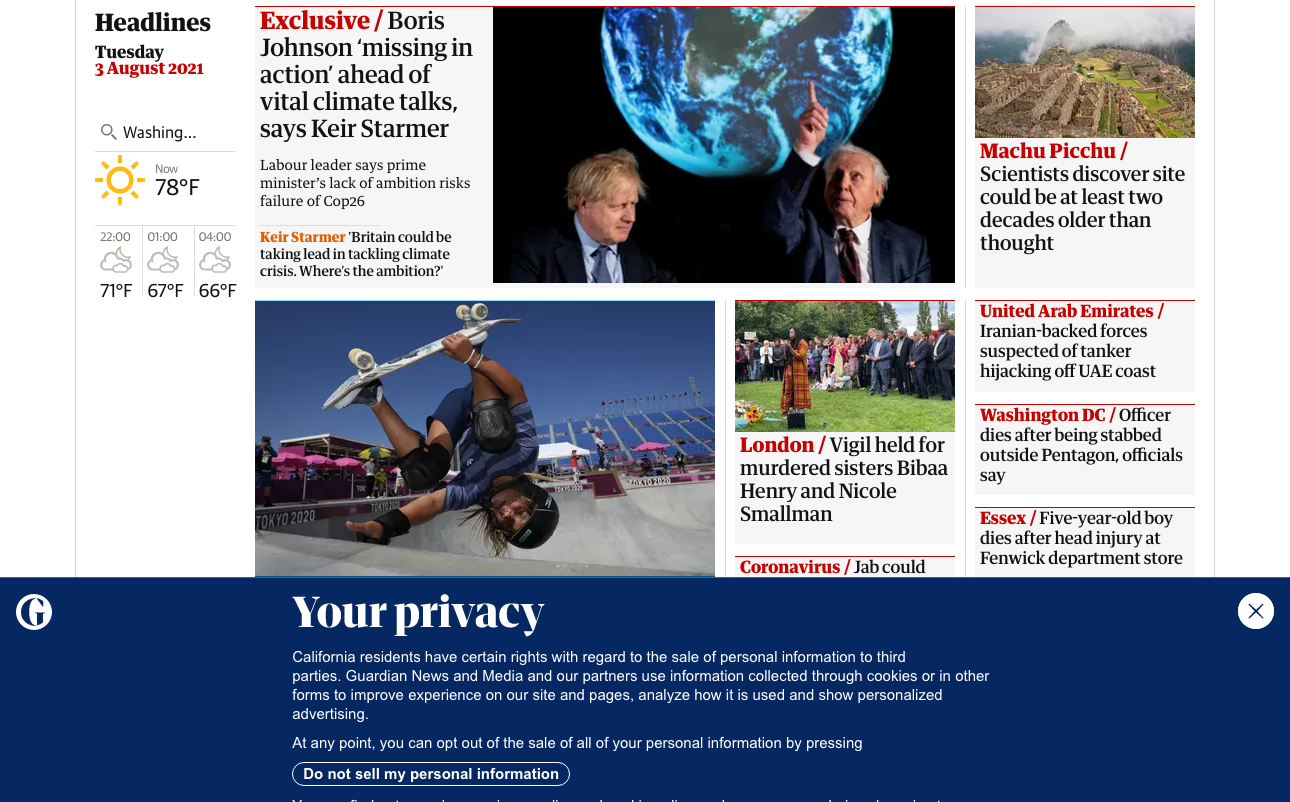 Headlines
Tuesday
3 August 2021
Washing...
Now
78°F
22:00
01:00
04:00
71°F
67°F
66°F
Exclusive / Boris
Johnson ‘missing in
action’ ahead of
vital climate talks,
says Keir Starmer
Labour leader says prime
minister’s lack of ambition risks
failure of Cop26
Keir Starmer 'Britain could be
taking lead in tackling climate
crisis. Where’s the ambition?'
Machu Picchu /
Scientists discover site
could be at least two
decades older than
thought
TOKYO 2020
TOKYO 2020
TOKYO 2020
London / Vigil held for
murdered sisters Bibaa
Henry and Nicole
Smallman
Coronavirus / Jab could
United Arab Emirates /
Iranian-backed forces
suspected of tanker
hijacking off UAE coast
Washington DC / Officer
dies after being stabbed
outside Pentagon, officials
say
Essex / Five-year-old boy
dies after head injury at
Fenwick department store
Your privacy
California residents have certain rights with regard to the sale of personal information to third
parties. Guardian News and Media and our partners use information collected through cookies or in other
forms to improve experience on our site and pages, analyze how it is used and show personalized
advertising.
At any point, you can opt out of the sale of all of your personal information by pressing
Do not sell my personal information